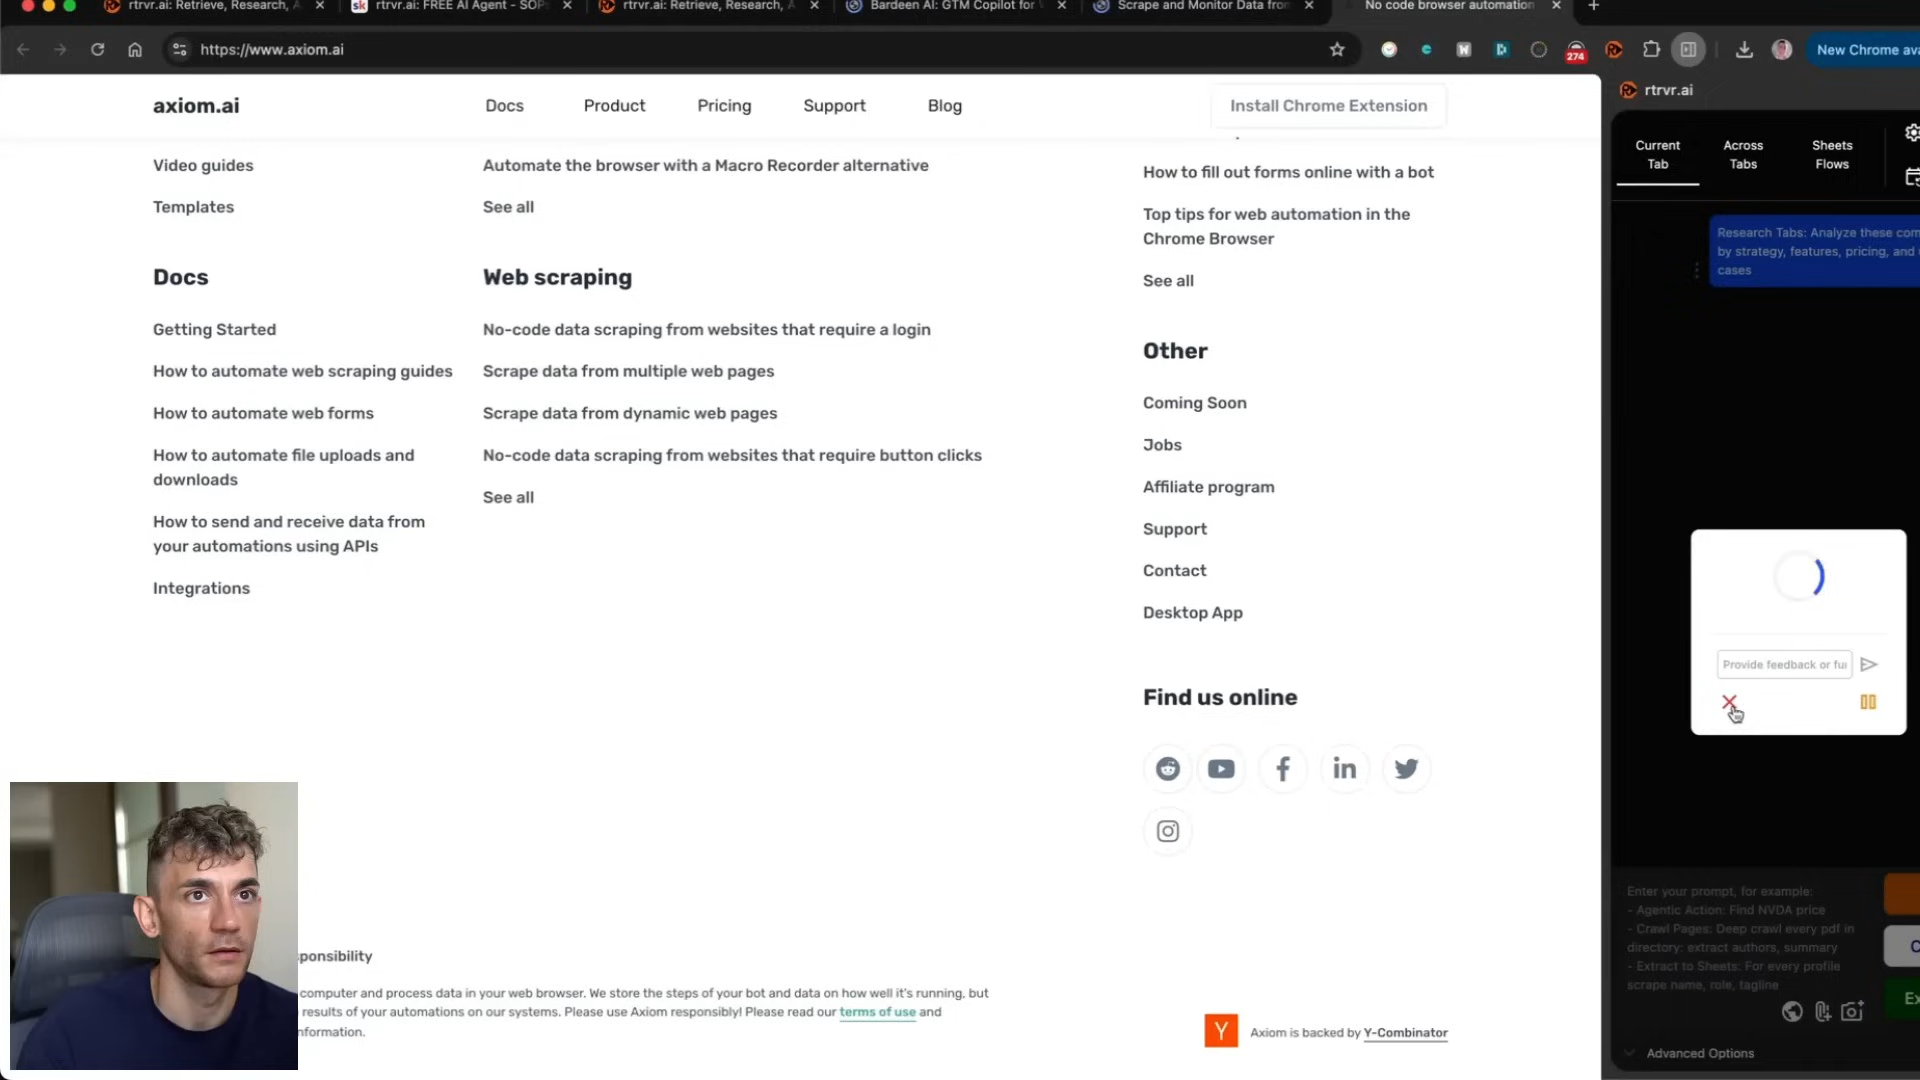 rtrvr.ai: Retrieve, Research,
rtrvr.ai: FREE AI Agent - SOPs
rtrvr.ai: Retrieve, Research,
Bardeen AI: GTM Copilot for
Scrape and Monitor Data from
No code browser automation
https://www.axiom.ai
274
New Chrome ava
axiom.ai
Docs
Product
Pricing
Support
Blog
Install Chrome Extension
Video guides
Templates
Docs
Getting Started
How to automate web scraping guides
How to automate web forms
How to automate file uploads and
downloads
How to send and receive data from
your automations using APIs
Integrations
Automate the browser with a Macro Recorder alternative
See all
Web scraping
No-code data scraping from websites that require a login
Scrape data from multiple web pages
Scrape data from dynamic web pages
No-code data scraping from websites that require button clicks
See all
How to fill out forms online with a bot
Top tips for web automation in the
Chrome Browser
See all
Other
Coming Soon
Jobs
Affiliate program
Support
Contact
Desktop App
Find us online
ponsibility
computer and process data in your web browser. We store the steps of your bot and data on how well it's running, but
results of your automations on our systems. Please use Axiom responsibly! Please read our terms of use and
nformation.
Y
Axiom is backed by Y-Combinator
rtrvr.ai
Current
Tab
Across
Tabs
Sheets
Flows
Research Tabs: Analyze these com
by strategy, features, pricing, and
cases
Provide feedback or fu
Enter your prompt, for example:
- Agentic Action: Find NVDA price
- Crawl Pages: Deep crawl every pdf in
directory: extract authors, summary
- Extract to Sheets: For every profile
scrape name, role, tagline
C
Ex
Advanced Options